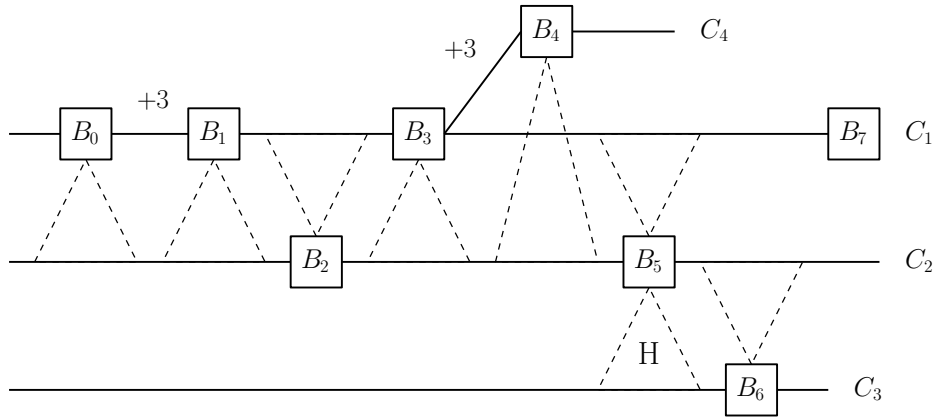 B₄ C₄
+3
+3
B₀ B₁ B₃ B₇ C₁
B₂ B₅ C₂
H
B₆ C₃